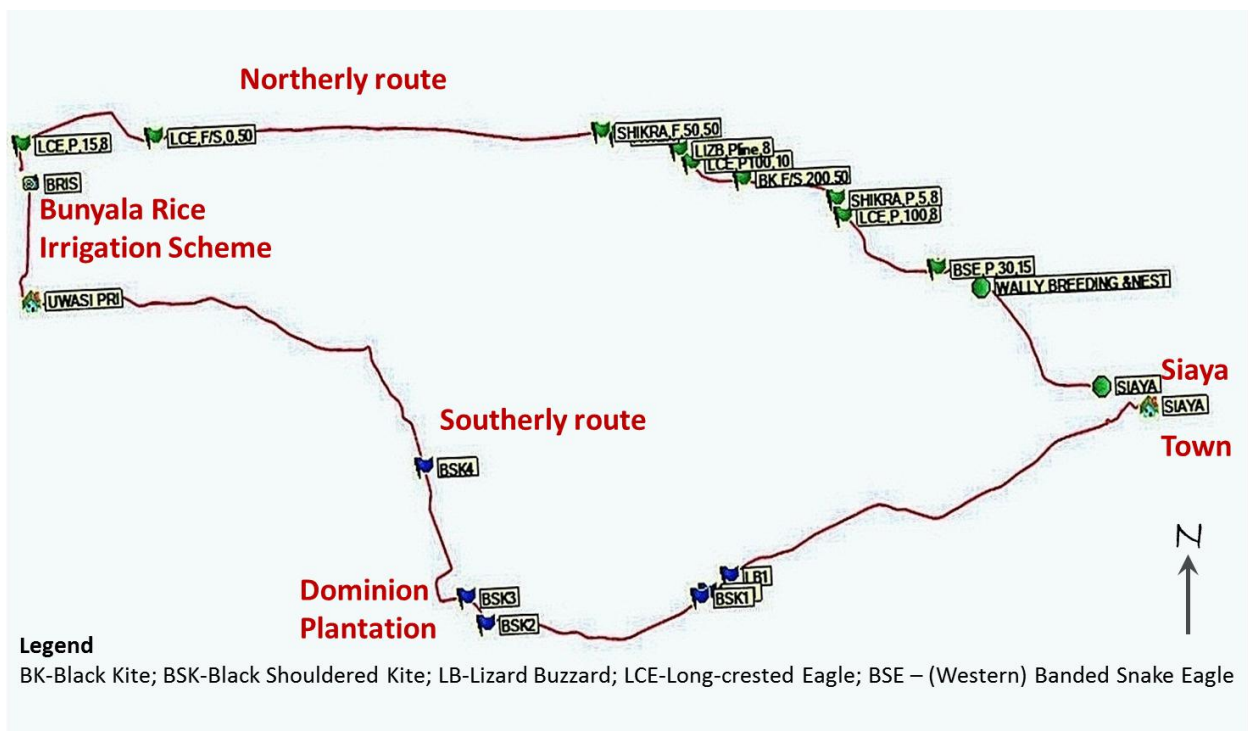 Northerly route
LCE,P,15,8
LCE,F/S,0,50
SHIKRA,F,50,50
LIZB,Pline,8
LCE,P100,10
BK,F/S,200,50
SHIKRA,P,5,8
LCE,P,100,8
BRIS
Bunyala Rice
Irrigation Scheme
BSE,P,30,15
WALLY BREEDING &NEST
UWASI PRI
Siaya
SIAYA
SIAYA
Town
Southerly route
BSK4
N
Dominion
Plantation
BSK3
BSK2
LB1
BSK1
Legend
BK-Black Kite; BSK-Black Shouldered Kite; LB-Lizard Buzzard; LCE-Long-crested Eagle; BSE – (Western) Banded Snake Eagle